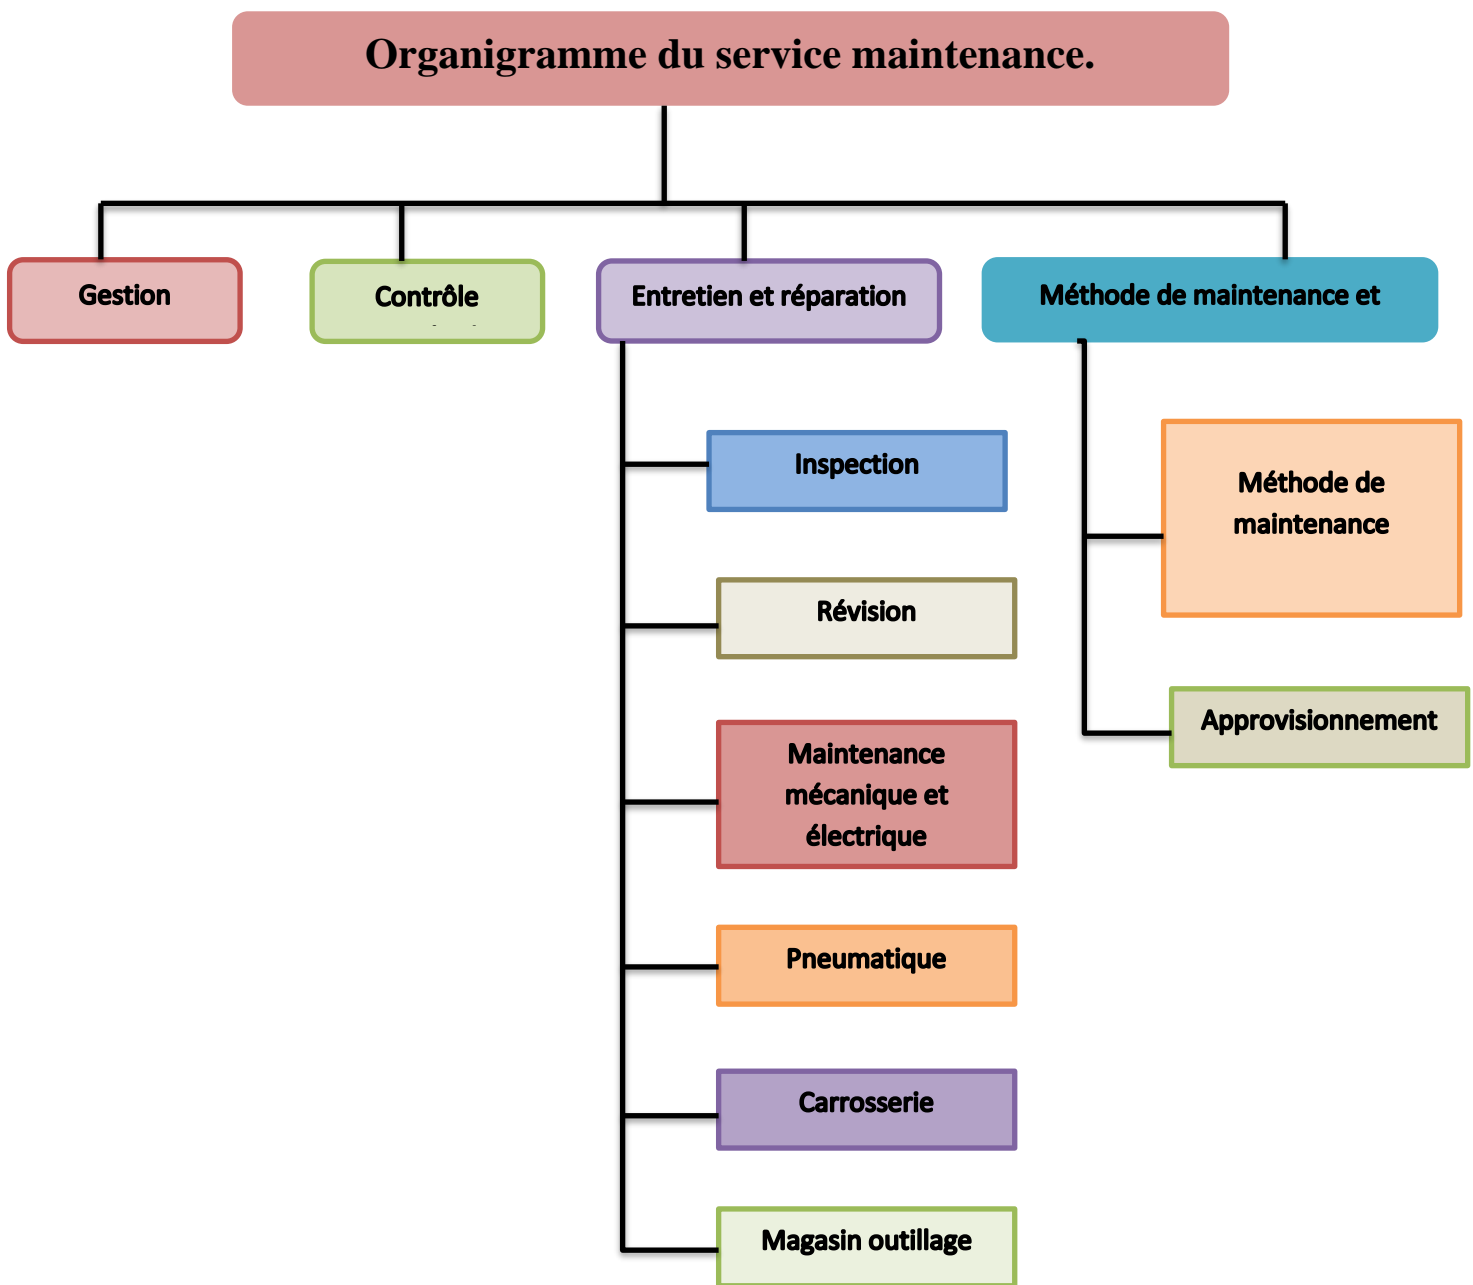 Organigramme du service maintenance.
Gestion
Contrôle
Entretien et réparation
Méthode de maintenance et
Inspection
Révision
Maintenance
mécanique et
électrique
Pneumatique
Carrosserie
Magasin outillage
Méthode de
maintenance
Approvisionnement